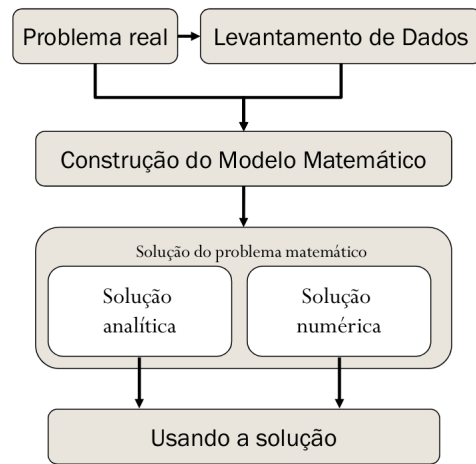 Problema real
Levantamento de Dados
Construção do Modelo Matemático
Solução do problema matemático
Solução
analítica
Solução
numérica
Usando a solução